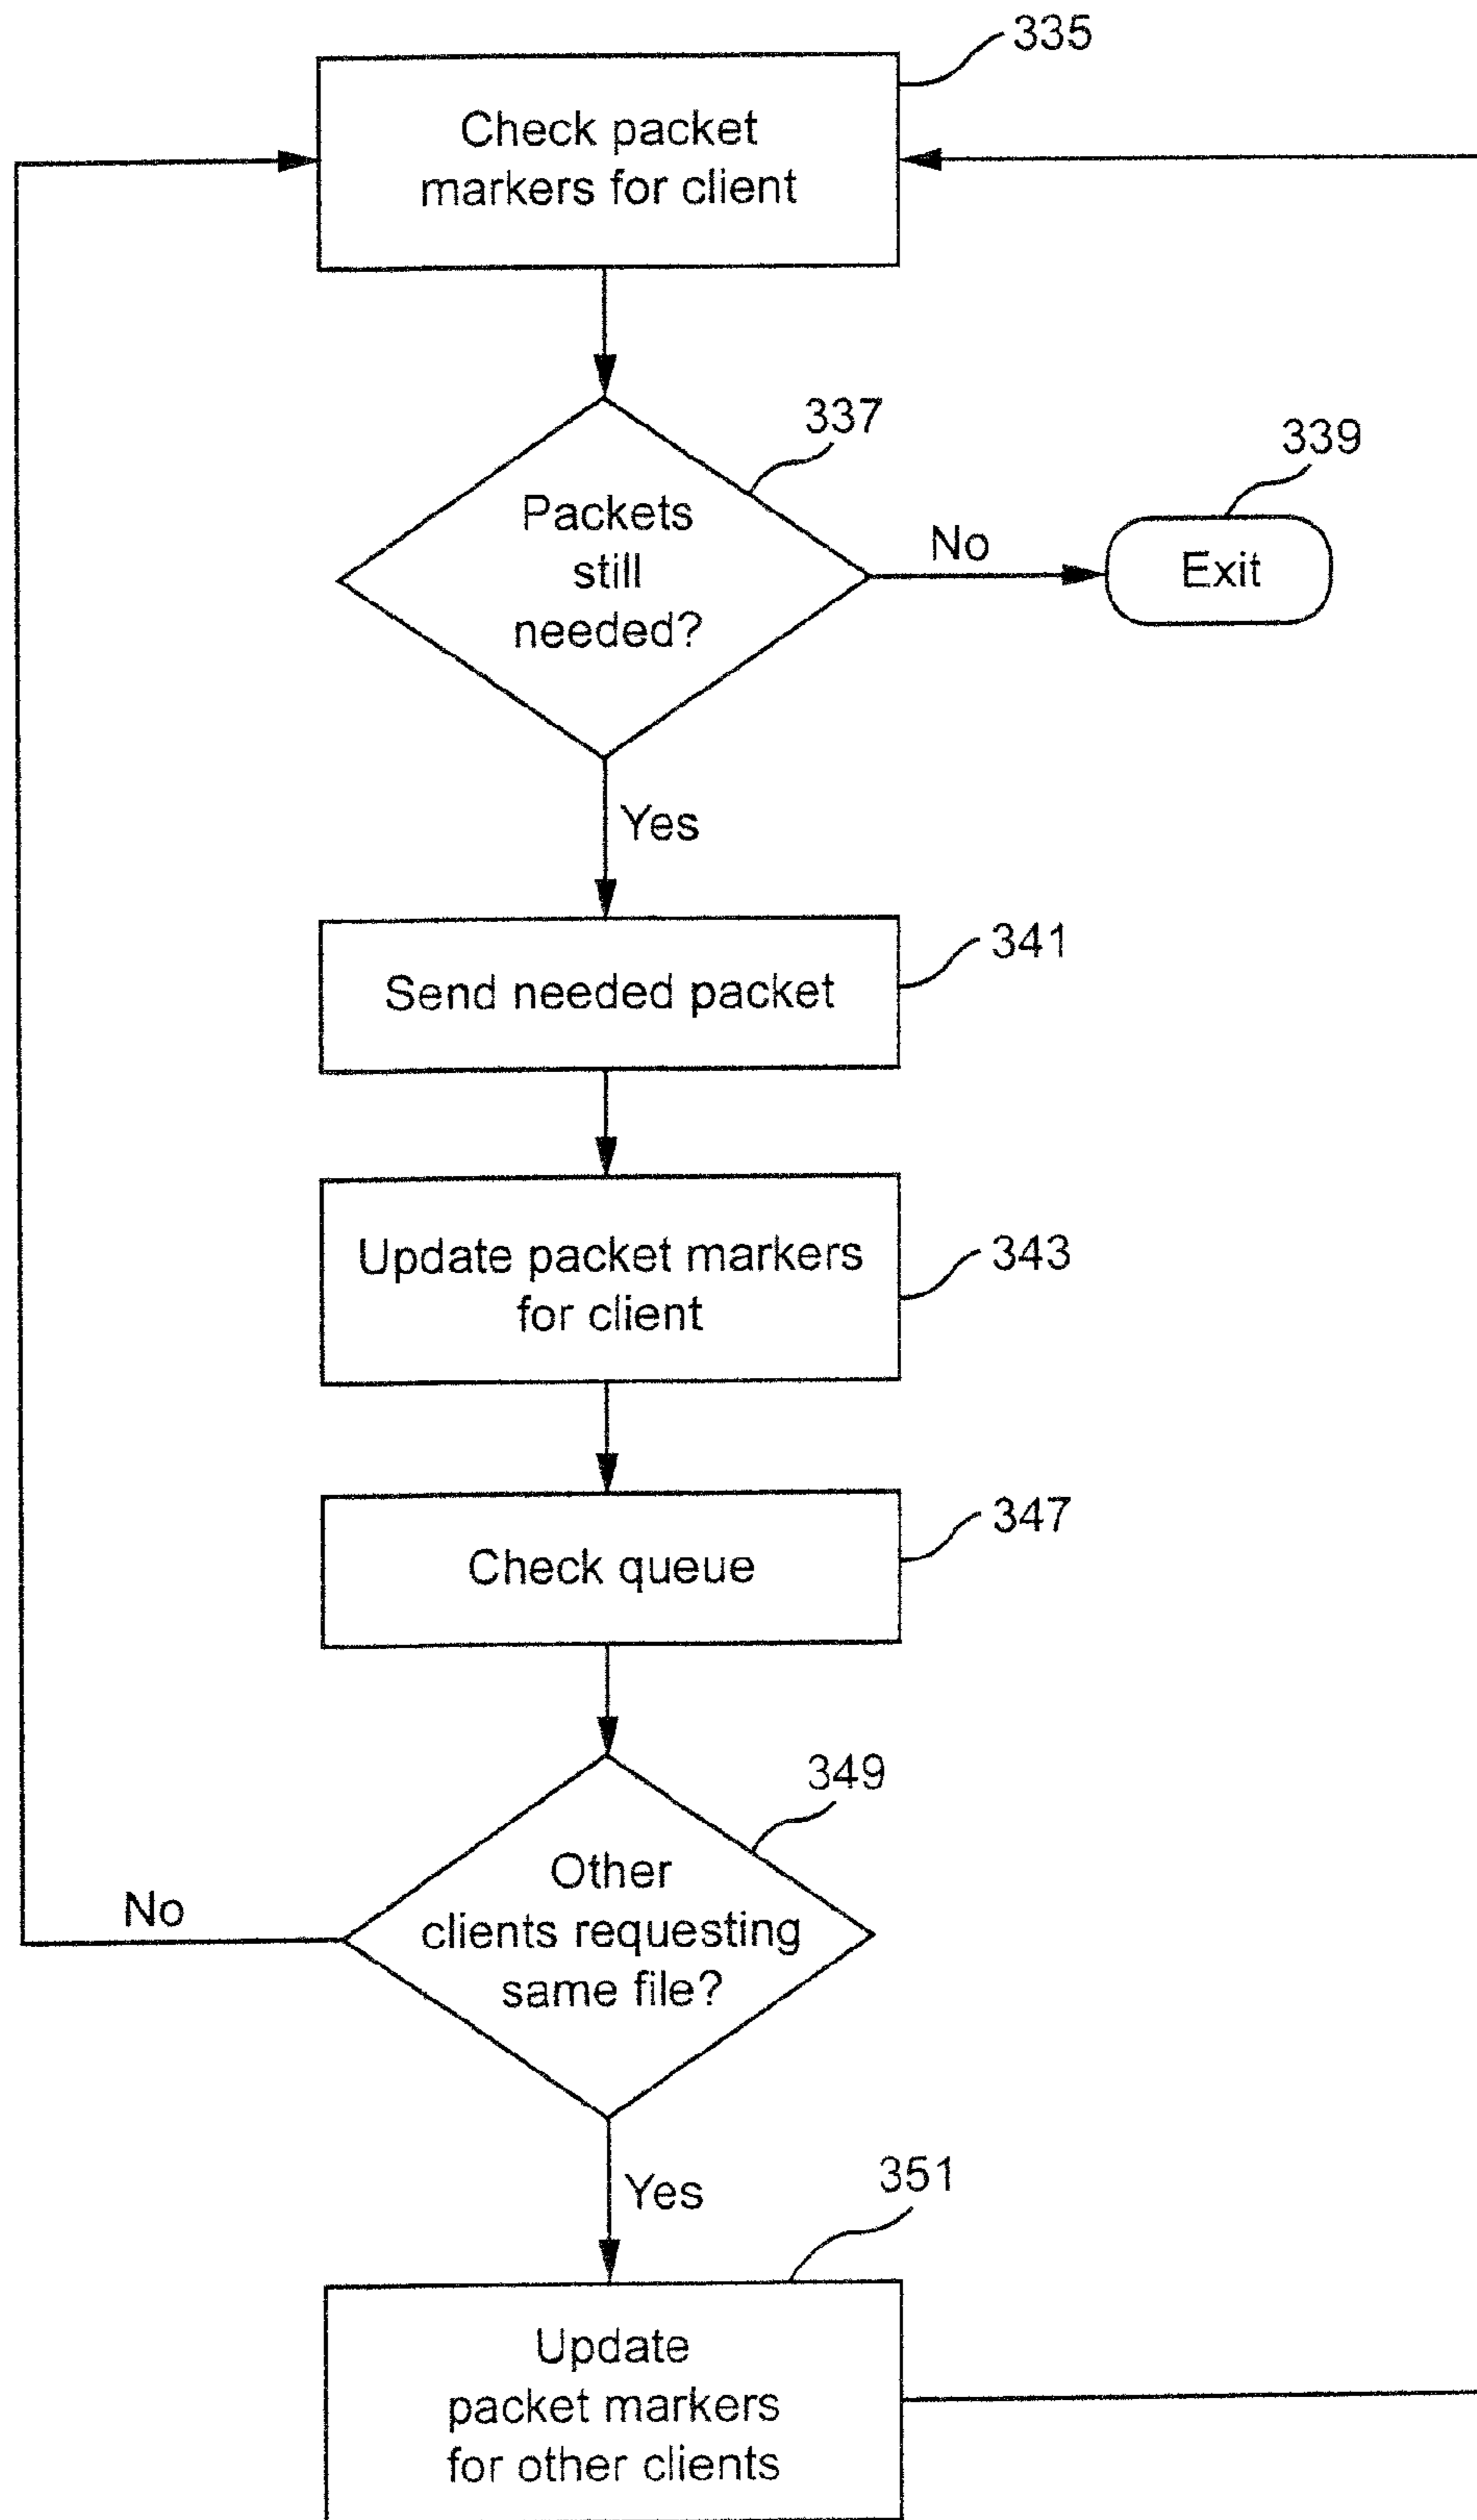 335
Check packet
markers for client
337
339
Packets
still
needed?
No
Exit
Yes
341
Send needed packet
343
Update packet markers
for client
347
Check queue
349
Other
clients requesting
same file?
No
Yes
351
Update
packet markers
for other clients